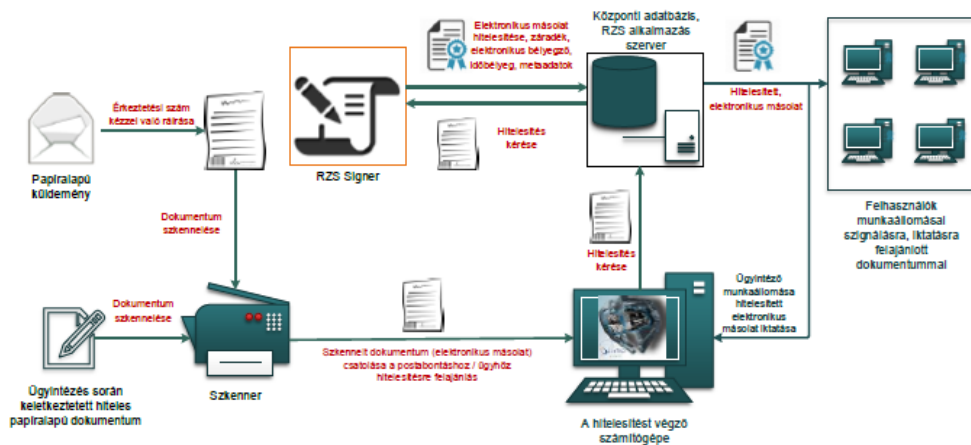 Elektronikus másolat
hitelesítése, záradék,
elektronikus bélyegző,
időbélyeg, metaadatok
Központi adatbázis,
RZS alkalmazás
szerver
Hitelesített,
elektronikus másolat
Érkeztetési szám
kézzel való ráírása
Hitelesítés
kérése
Papíralapú
küldemény
RZS Signer
Felhasználók
munkaállomásai
szignálásra, iktatásra
felajánlott
dokumentummal
Dokumentum
szkennelése
Hitelesítés
kérése
Dokumentum
szkennelése
Ügyintéző
munkaállomása
hitelesített
elektronikus
másolat iktatása
Szkennelt dokumentum (elektronikus másolat)
csatolása a postabontáshoz / ügyhöz
hitelesítésre felajánlás
Ügyintézés során
keletkeztetett hiteles
papíralapú dokumentum
Szkenner
A hitelesítést végző
számítógépe